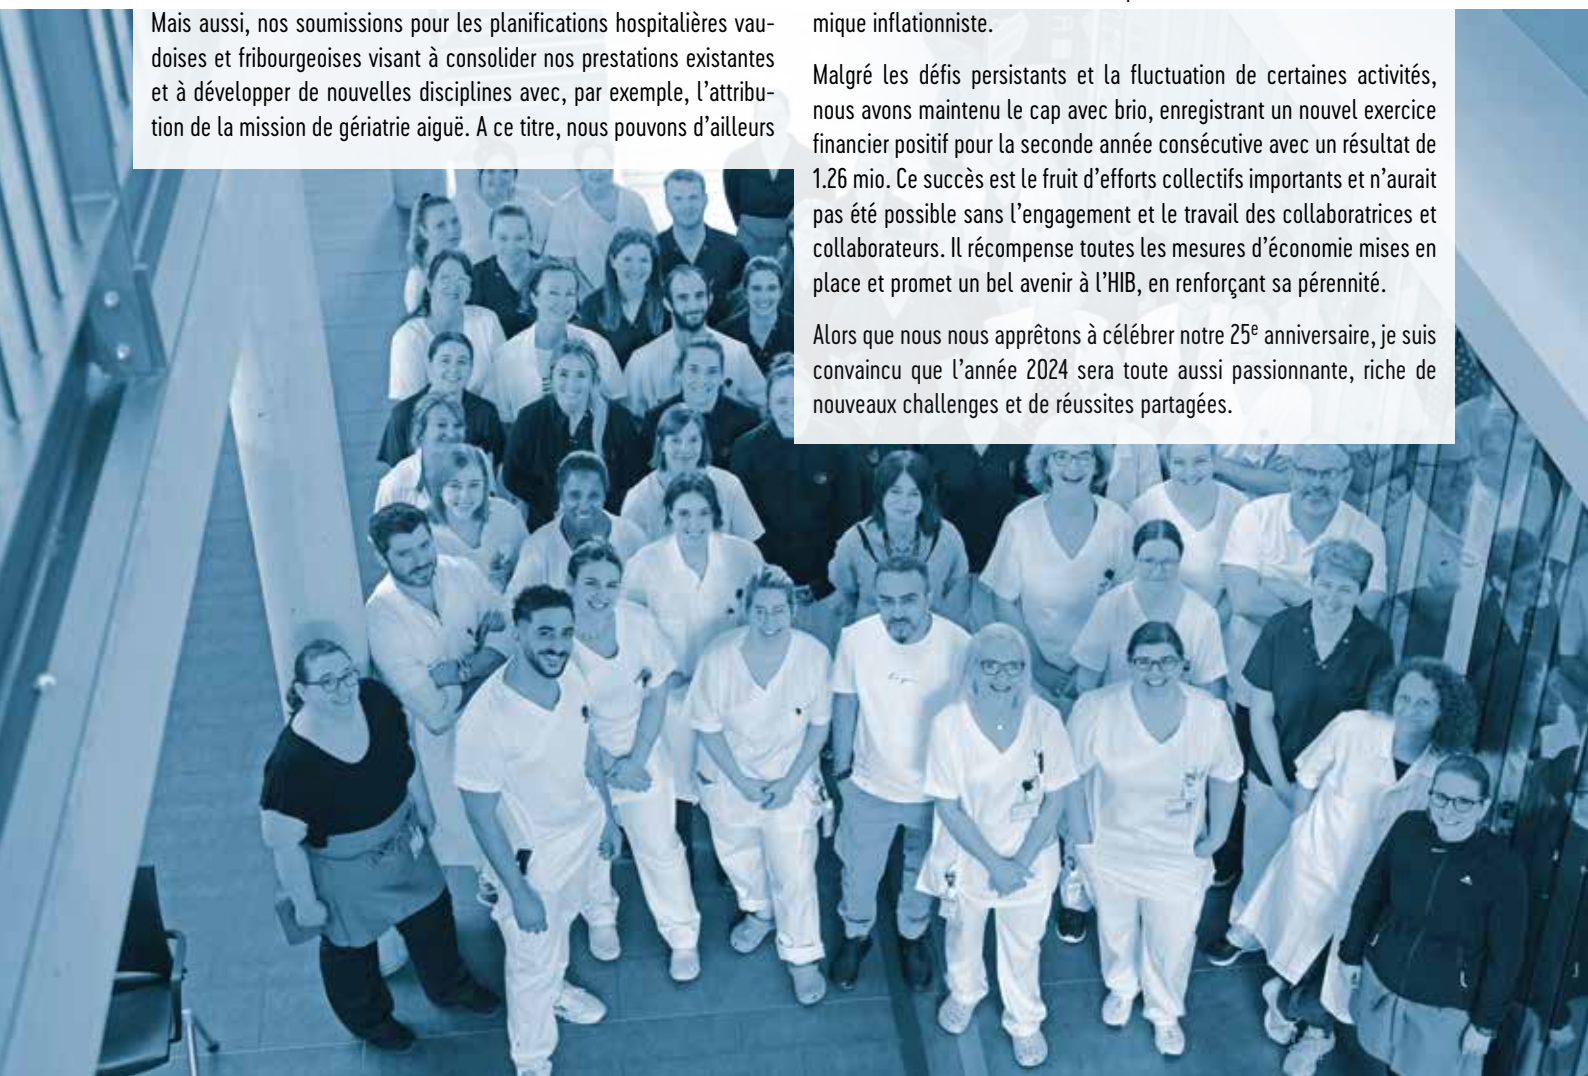 Mais aussi, nos soumissions pour les planifications hospitalières vau-
doises et fribourgeoises visant à consolider nos prestations existantes
et à développer de nouvelles disciplines avec, par exemple, l'attribu-
tion de la mission de gériatrie aiguë. A ce titre, nous pouvons d'ailleurs
mique inflationniste.
Malgré les défis persistants et la fluctuation de certaines activités,
nous avons maintenu le cap avec brio, enregistrant un nouvel exercice
financier positif pour la seconde année consécutive avec un résultat de
1.26 mio. Ce succès est le fruit d'efforts collectifs importants et n'aurait
pas été possible sans l'engagement et le travail des collaboratrices et
collaborateurs. Il récompense toutes les mesures d'économie mises en
place et promet un bel avenir à l'HIB, en renforçant sa pérennité.
Alors que nous nous apprêtons à célébrer notre 25e anniversaire, je suis
convaincu que l'année 2024 sera toute aussi passionnante, riche de
nouveaux challenges et de réussites partagées.